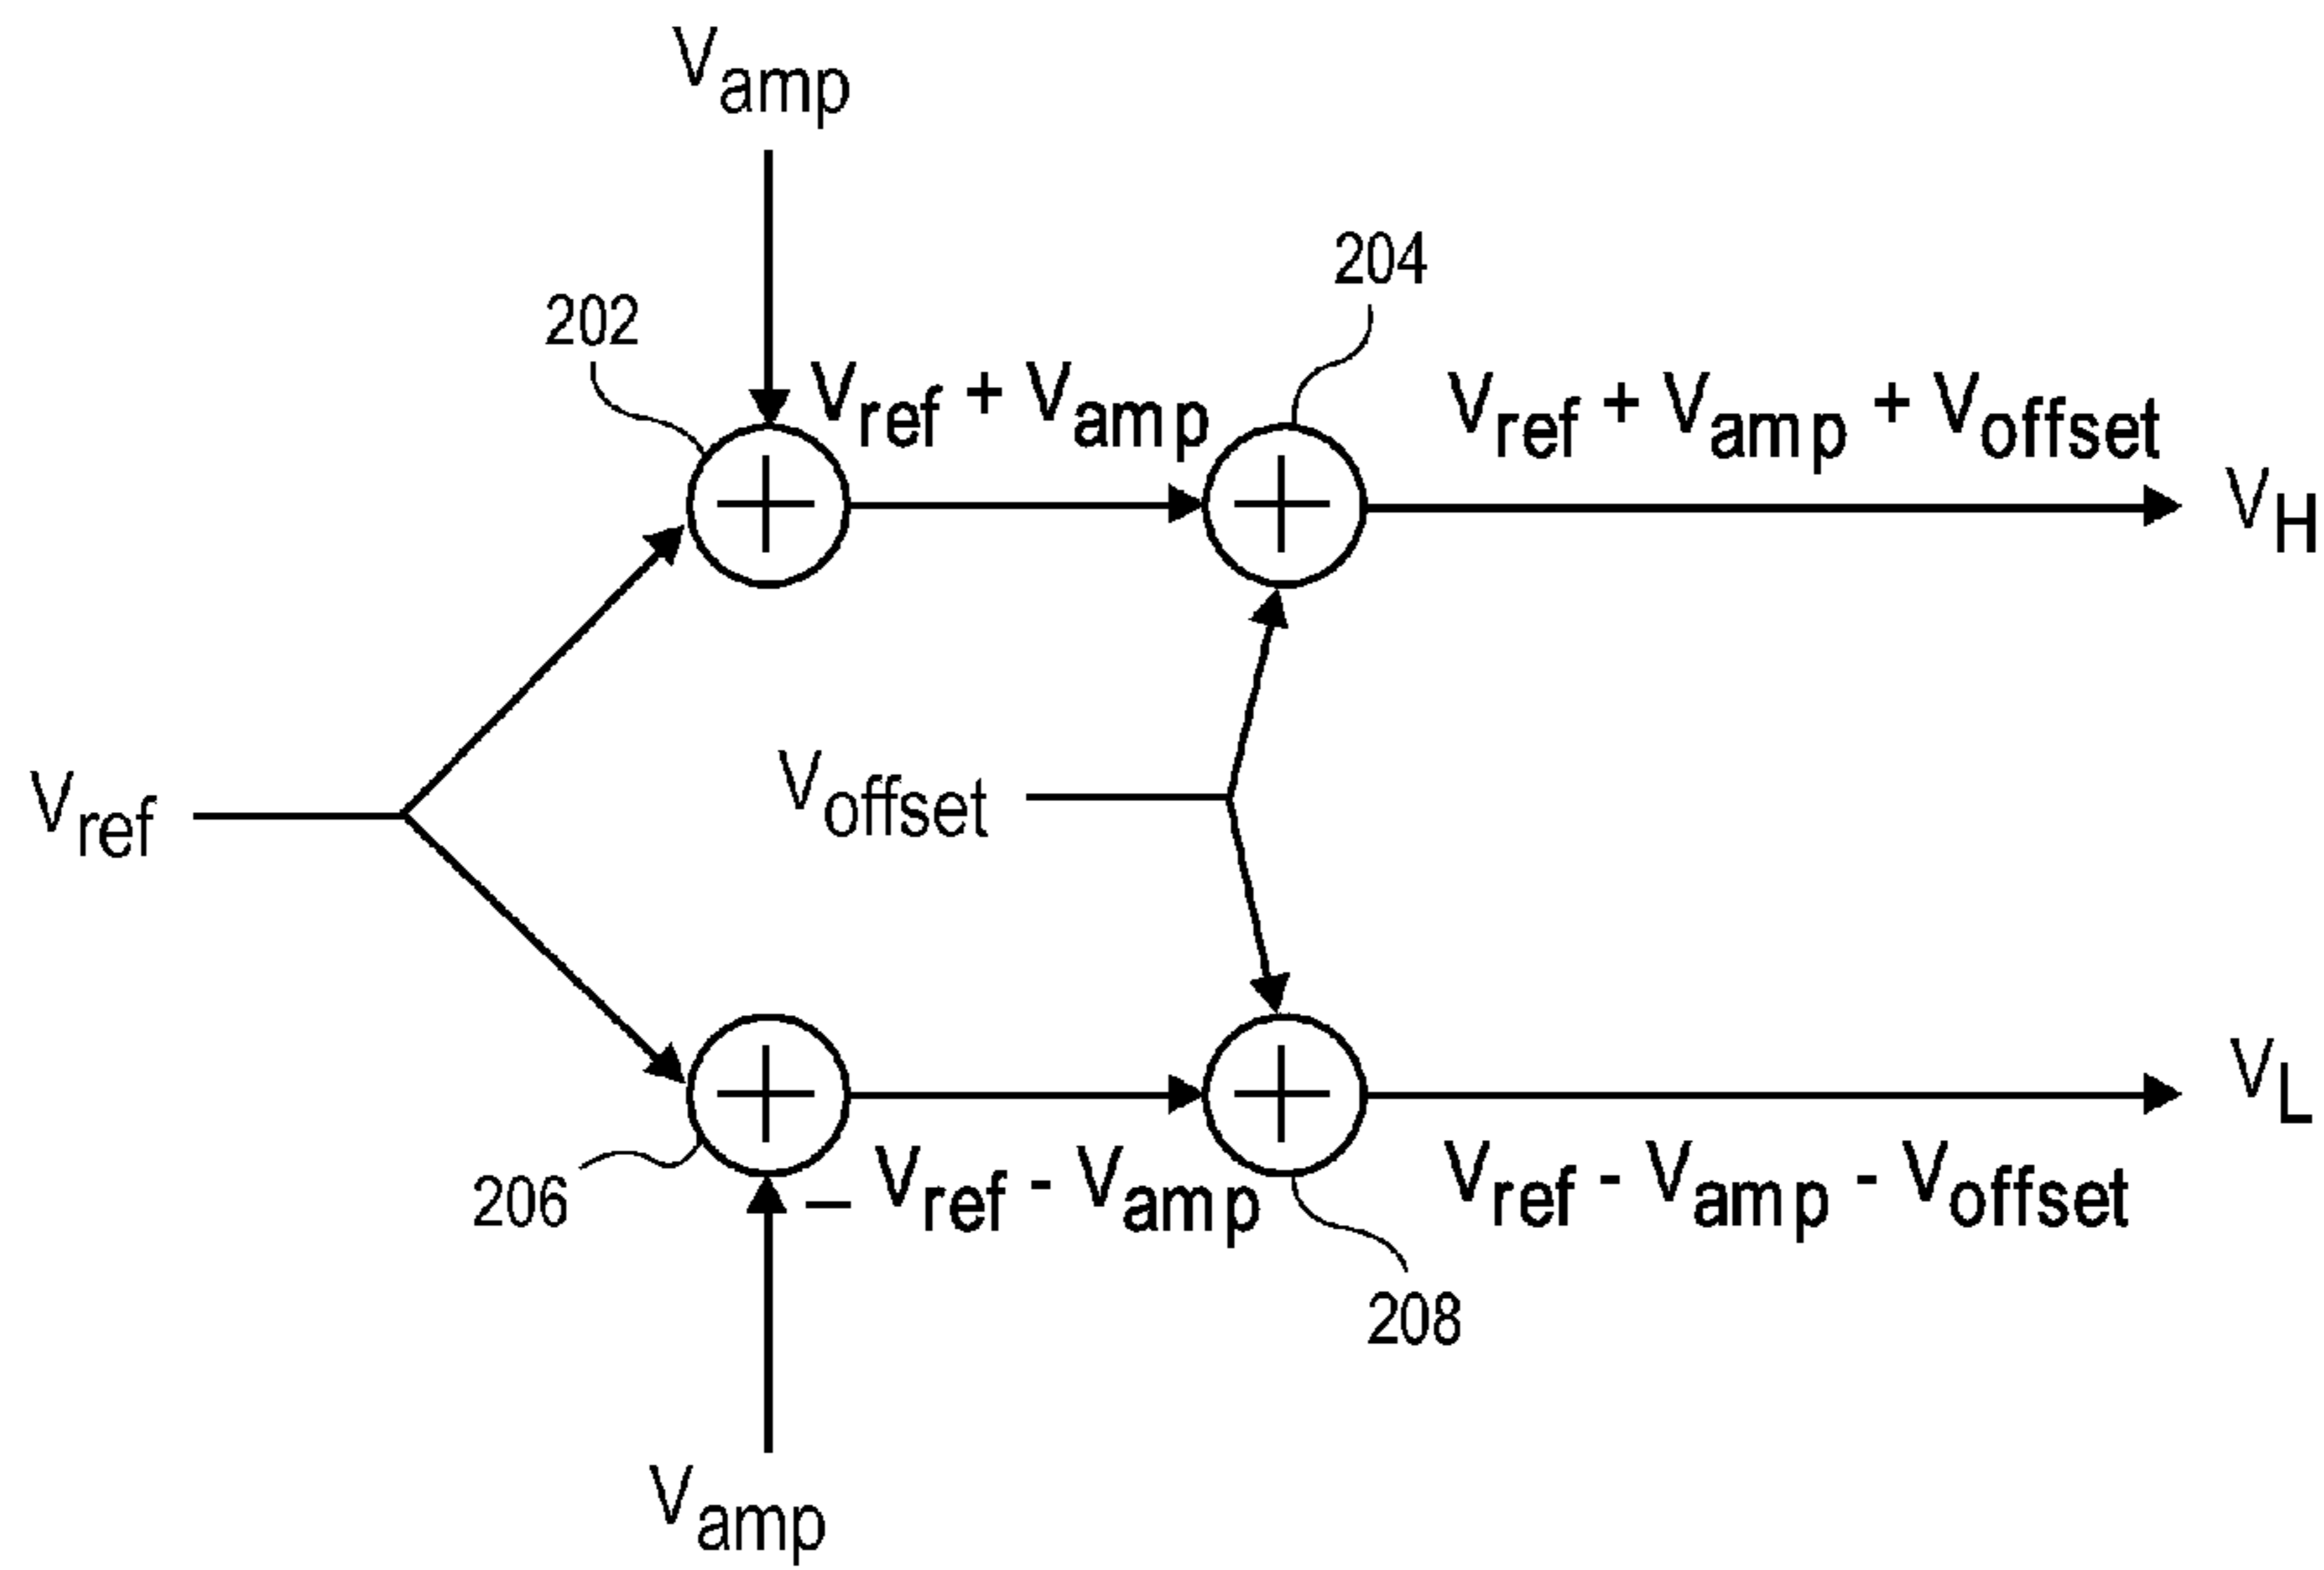 Vamp
204
202
Vref + Vamp
Vref + Vamp + Voffset
VH
+
+
Voffset
Vref
VL
+
+
206
– Vref - Vamp
Vref - Vamp - Voffset
208
Vamp